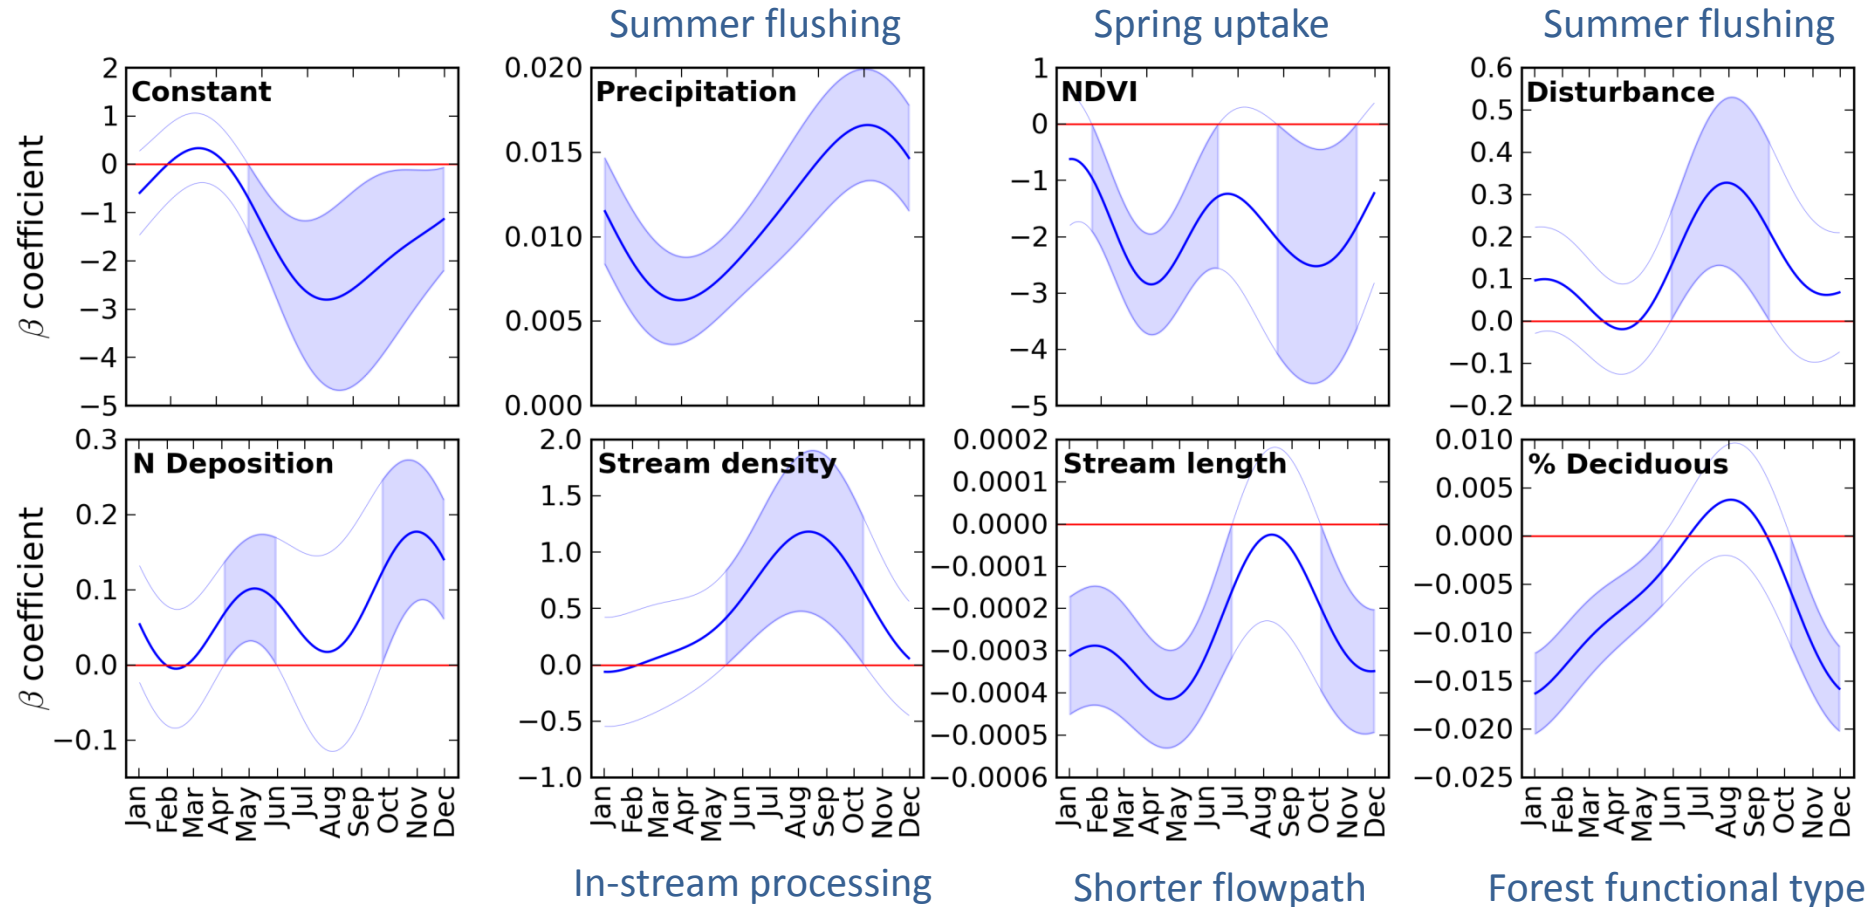 Summer flushing
Spring uptake
Summer flushing
β coefficient
Constant
2
1
0
−1
−2
−3
−4
−5
Precipitation
0.020
0.015
0.010
0.005
0.000
NDVI
1
0
−1
−2
−3
−4
−5
Disturbance
0.6
0.5
0.4
0.3
0.2
0.1
0.0
−0.1
−0.2
β coefficient
N Deposition
0.3
0.2
0.1
0.0
−0.1
Jan Feb Mar Apr May Jun Jul Aug Sep Oct Nov Dec
Stream density
2.0
1.5
1.0
0.5
0.0
−0.5
−1.0
Jan Feb Mar Apr May Jun Jul Aug Sep Oct Nov Dec
Stream length
0.0002
0.0001
0.0000
−0.0001
−0.0002
−0.0003
−0.0004
−0.0005
−0.0006
Jan Feb Mar Apr May Jun Jul Aug Sep Oct Nov Dec
% Deciduous
0.010
0.005
0.000
−0.005
−0.010
−0.015
−0.020
−0.025
Jan Feb Mar Apr May Jun Jul Aug Sep Oct Nov Dec
In-stream processing
Shorter flowpath
Forest functional type